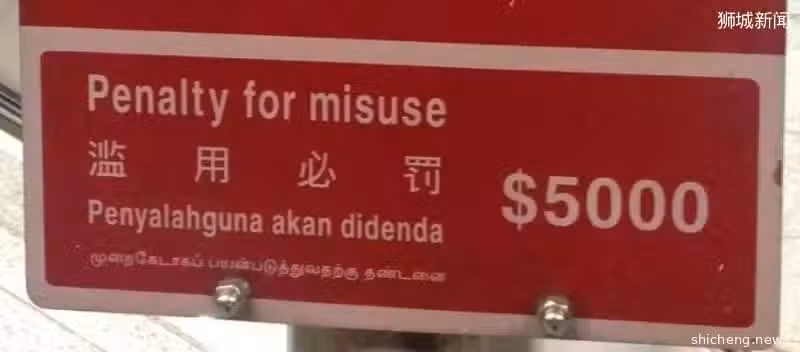 狮城新闻
Penalty for misuse
滥用必罚
$5000
Penyalahguna akan didenda
முறைகேடாகப் பயன்படுத்துவதற்கு தண்டனை
shicheng.new